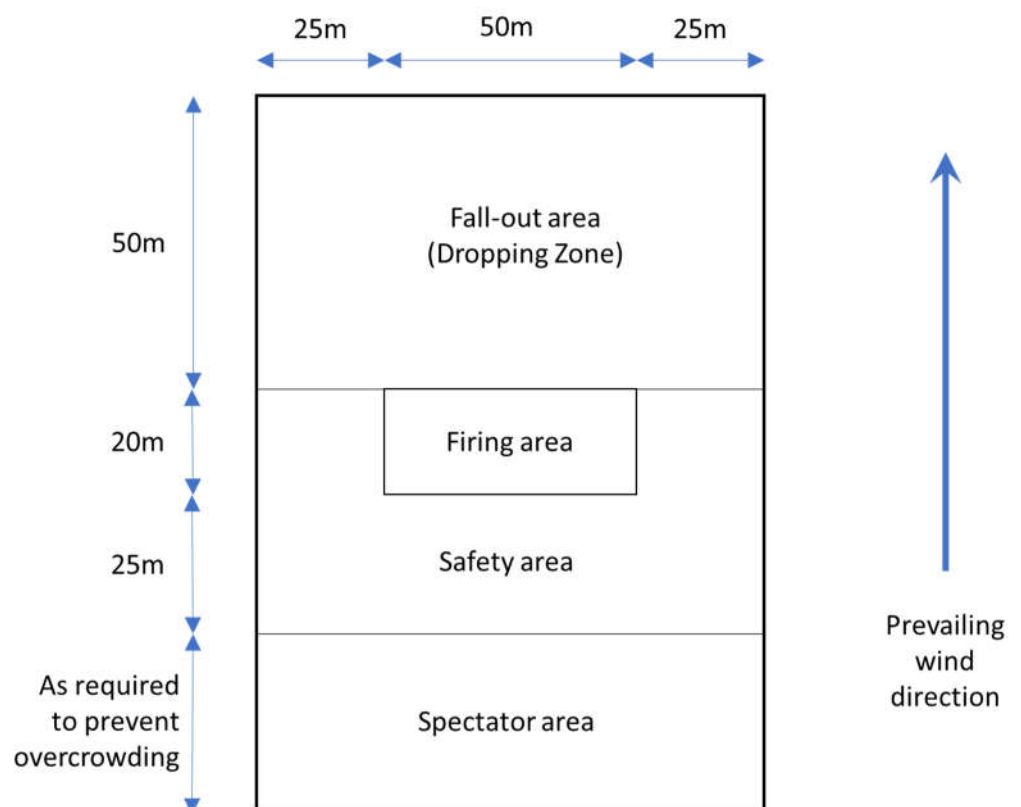 25m
50m
25m
50m
Fall-out area
(Dropping Zone)
20m
Firing area
25m
Safety area
As required
to prevent
overcrowding
Spectator area
Prevailing
wind
direction